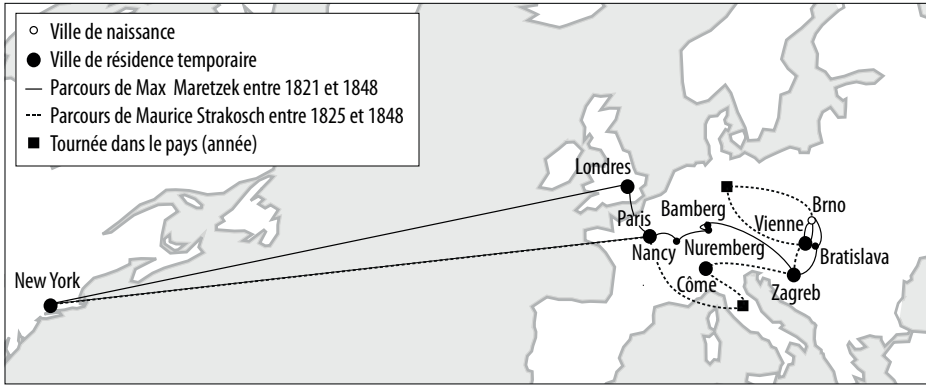 Ville de naissance
Ville de résidence temporaire
Parcours de Max Maretzek entre 1821 et 1848
Parcours de Maurice Strakosch entre 1825 et 1848
Tournée dans le pays (année)
Londres
Paris
Bamberg
Brno
Vienne
Nancy
Nuremberg
Bratislava
Côme
Zagreb
New York